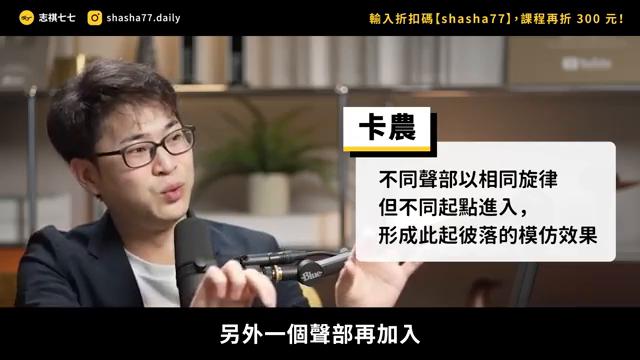 志祺七七 shasha77.daily
輸入折扣碼【shasha77】，課程再折 300 元！
卡農
不同聲部以相同旋律
但不同起點進入，
形成此起彼落的模仿效果
Blue
另外一個聲部再加入